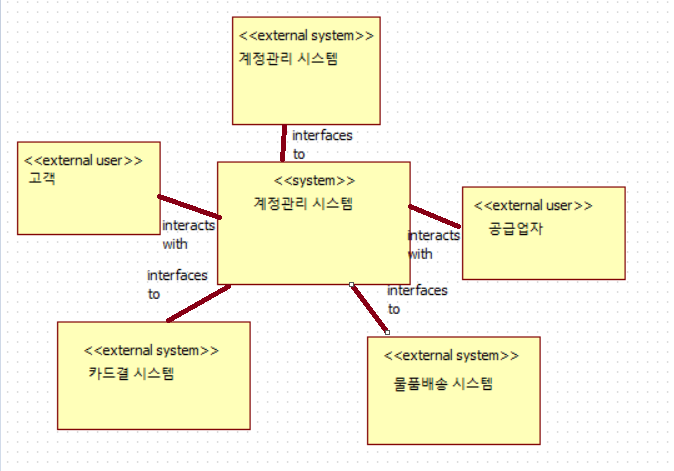 <<external system>>
계정관리 시스템
interfaces
to
<<external user>>
고객
<<system>>
계정관리 시스템
<<external user>>
공급업자
interacts
with
interacts
with
interfaces
to
interfaces
to
<<external system>>
카드결 시스템
<<external system>>
물품배송 시스템